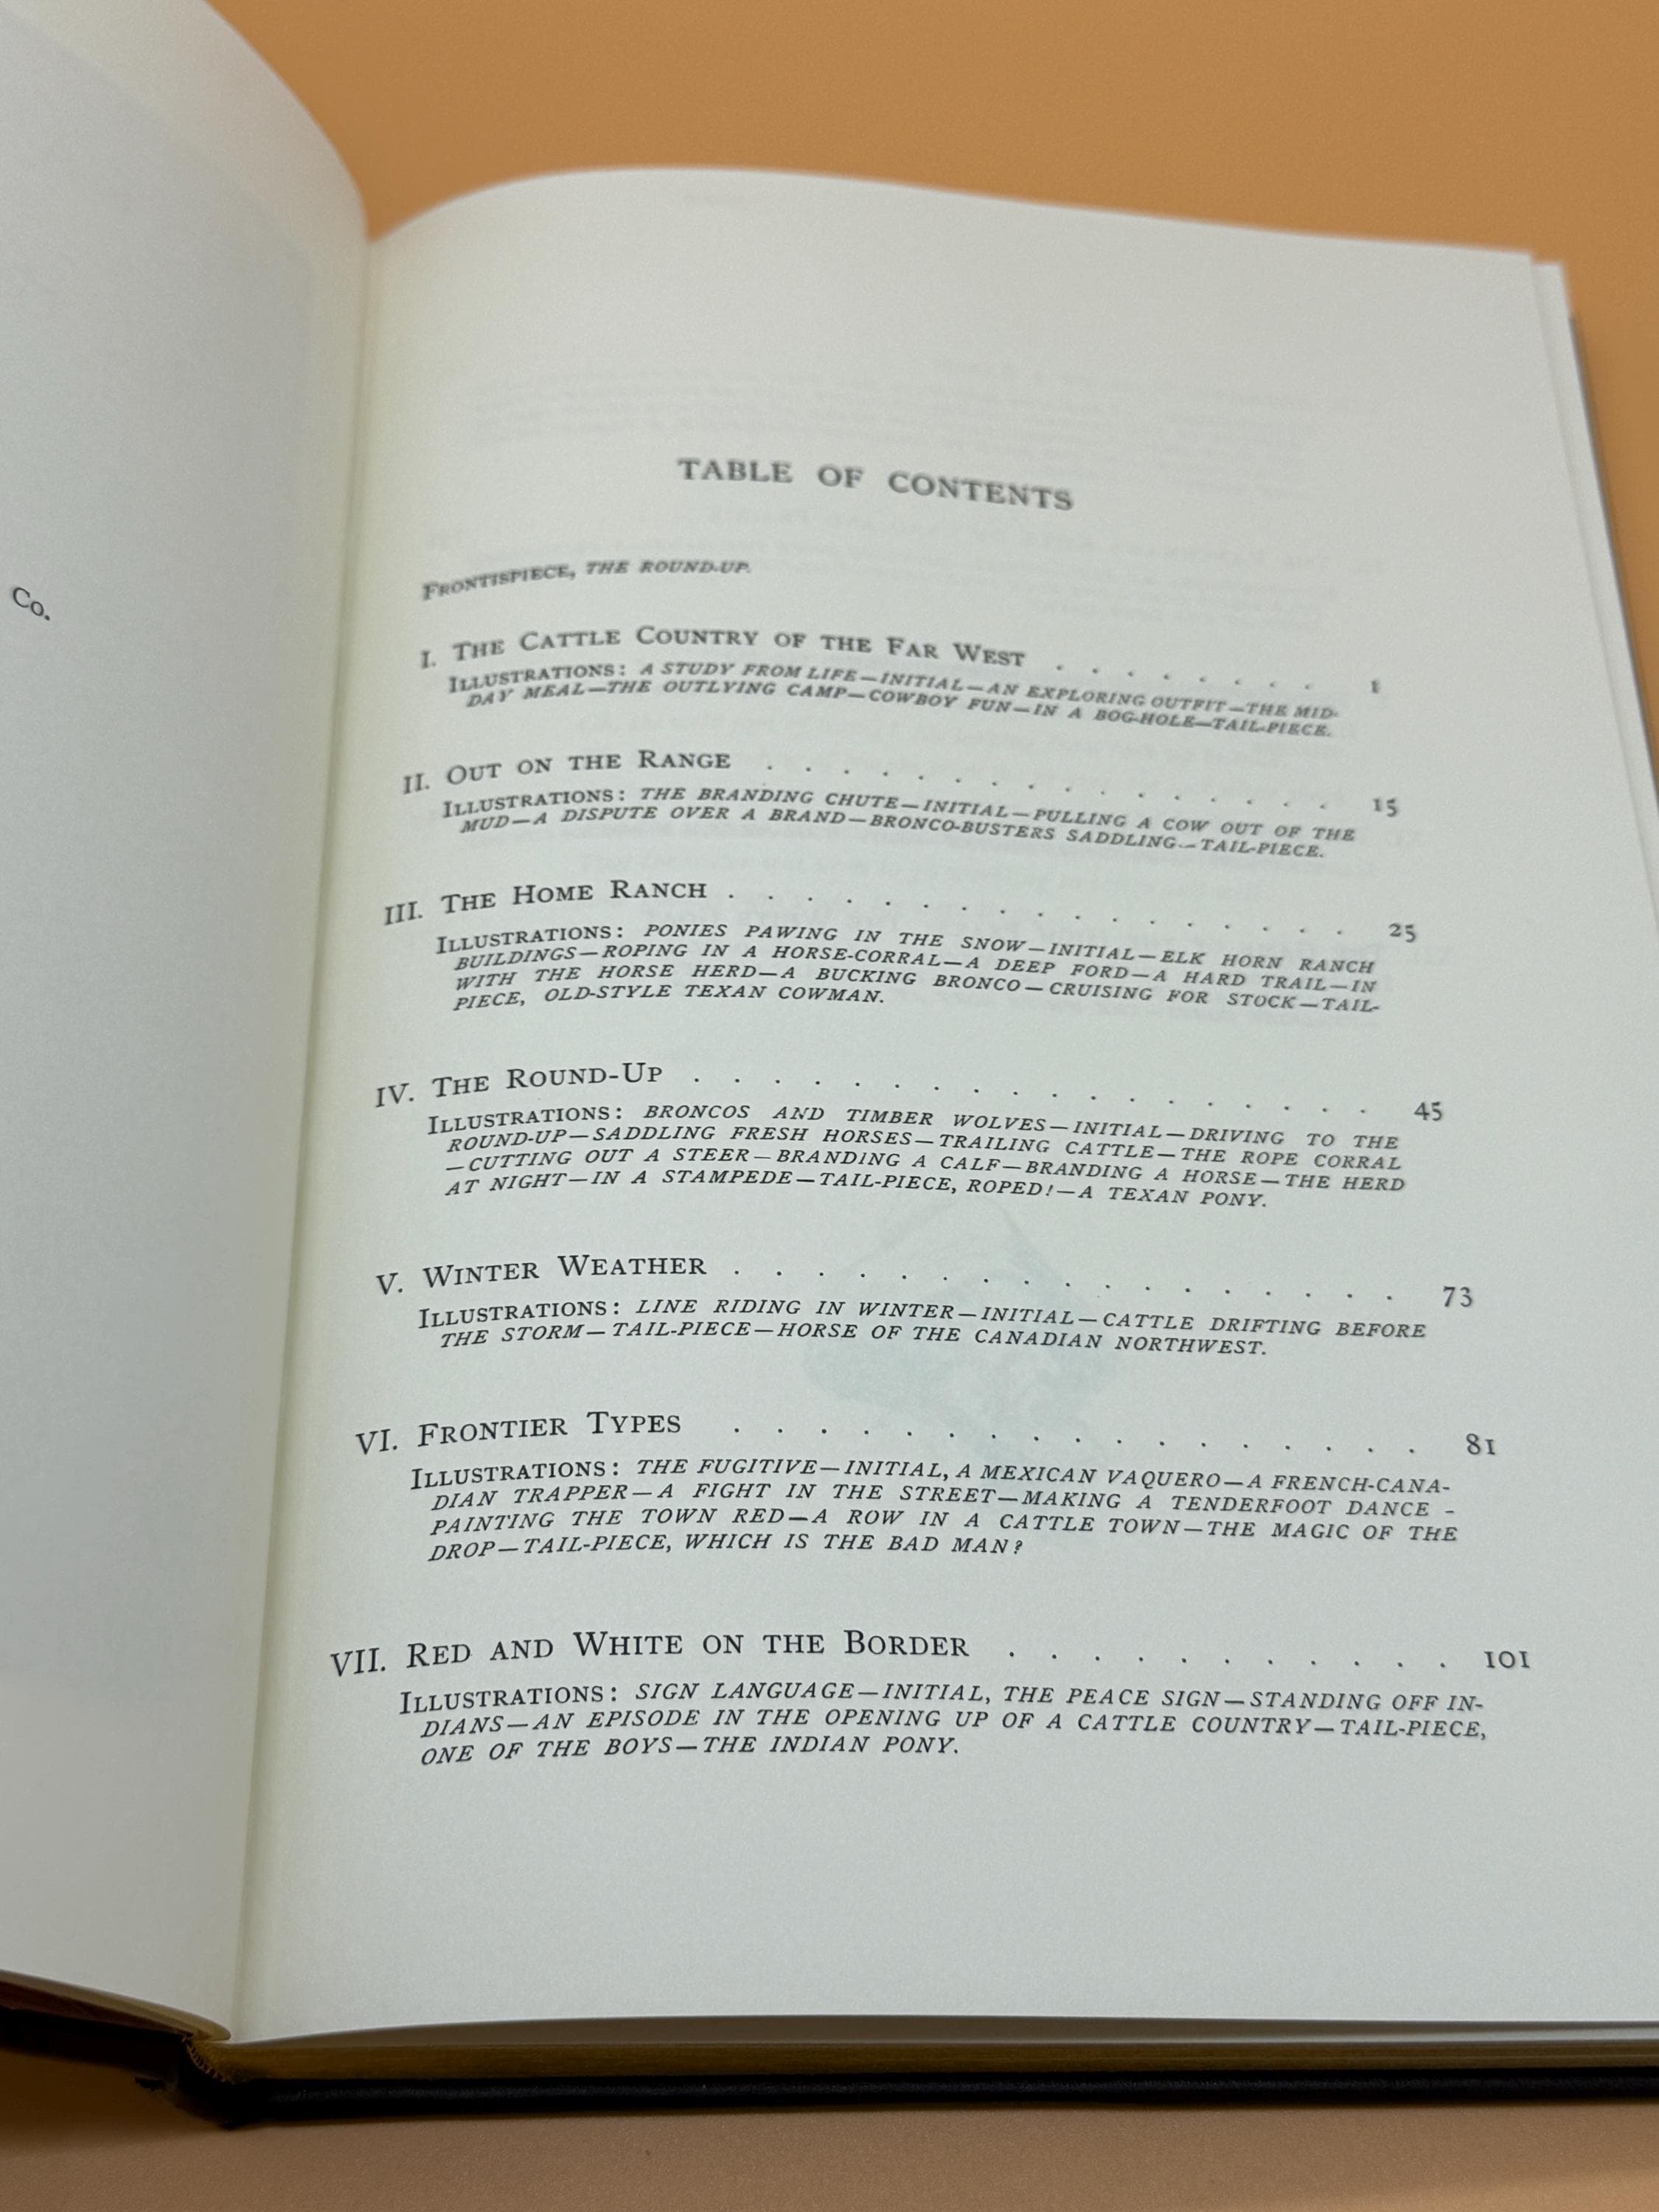 Co.
TABLE OF CONTENTS
Frontispiece, THE ROUND-UP.
I. The Cattle Country of the Far West . . . . . . . 1
Illustrations: A STUDY FROM LIFE—INITIAL—AN EXPLORING OUTFIT—THE MID-
DAY MEAL—THE OUTLYING CAMP—COWBOY FUN—IN A BOG-HOLE—TAIL-PIECE.
II. Out on the Range . . . . . . . . . . . . . . . 15
Illustrations: THE BRANDING CHUTE—INITIAL—PULLING A COW OUT OF THE
MUD—A DISPUTE OVER A BRAND—BRONCO-BUSTERS SADDLING—TAIL-PIECE.
III. The Home Ranch . . . . . . . . . . . . . . . . . 25
Illustrations: PONIES PAWING IN THE SNOW—INITIAL—ELK HORN RANCH
BUILDINGS—ROPING IN A HORSE-CORRAL—A DEEP FORD—A HARD TRAIL—IN
WITH THE HORSE HERD—A BUCKING BRONCO—CRUISING FOR STOCK—TAIL-
PIECE, OLD-STYLE TEXAN COWMAN.
IV. The Round-Up . . . . . . . . . . . . . . . . . 45
Illustrations: BRONCOS AND TIMBER WOLVES—INITIAL—DRIVING TO THE
ROUND-UP—SADDLING FRESH HORSES—TRAILING CATTLE—THE ROPE CORRAL
—CUTTING OUT A STEER—BRANDING A CALF—BRANDING A HORSE—THE HERD
AT NIGHT—IN A STAMPEDE—TAIL-PIECE, ROPED!—A TEXAN PONY.
V. Winter Weather . . . . . . . . . . . . . . . . . 73
Illustrations: LINE RIDING IN WINTER—INITIAL—CATTLE DRIFTING BEFORE
THE STORM—TAIL-PIECE—HORSE OF THE CANADIAN NORTHWEST.
VI. Frontier Types . . . . . . . . . . . . . . . . . 81
Illustrations: THE FUGITIVE—INITIAL, A MEXICAN VAQUERO—A FRENCH-CANA-
DIAN TRAPPER—A FIGHT IN THE STREET—MAKING A TENDERFOOT DANCE -
PAINTING THE TOWN RED—A ROW IN A CATTLE TOWN—THE MAGIC OF THE
DROP—TAIL-PIECE, WHICH IS THE BAD MAN?
VII. Red and White on the Border . . . . . . . . . . . 101
Illustrations: SIGN LANGUAGE—INITIAL, THE PEACE SIGN—STANDING OFF IN-
DIANS—AN EPISODE IN THE OPENING UP OF A CATTLE COUNTRY—TAIL-PIECE,
ONE OF THE BOYS—THE INDIAN PONY.